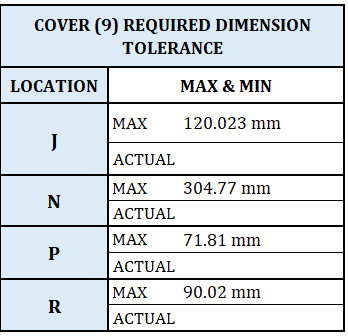 COVER (9) REQUIRED DIMENSION
TOLERANCE
LOCATION MAX & MIN
J
MAX 120.023 mm
ACTUAL
N
MAX 304.77 mm
ACTUAL
P
MAX 71.81 mm
ACTUAL
R
MAX 90.02 mm
ACTUAL